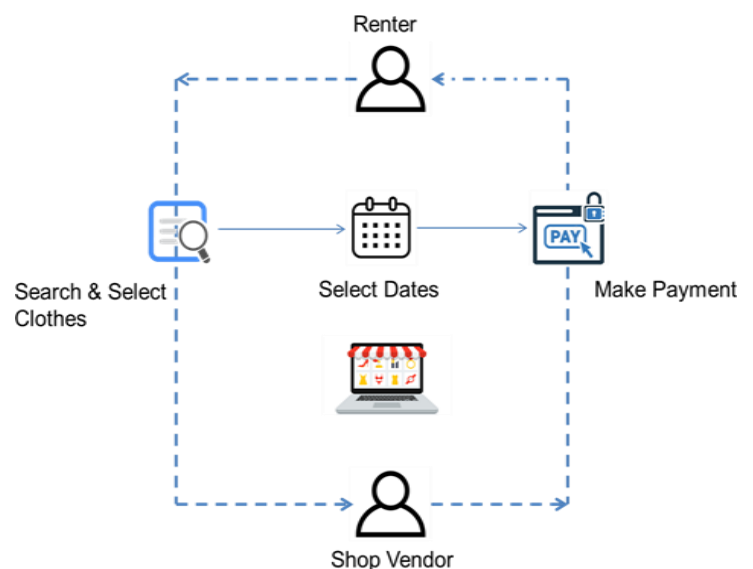 Renter
PAY
Search & Select
Clothes
Select Dates
Make Payment
Shop Vendor